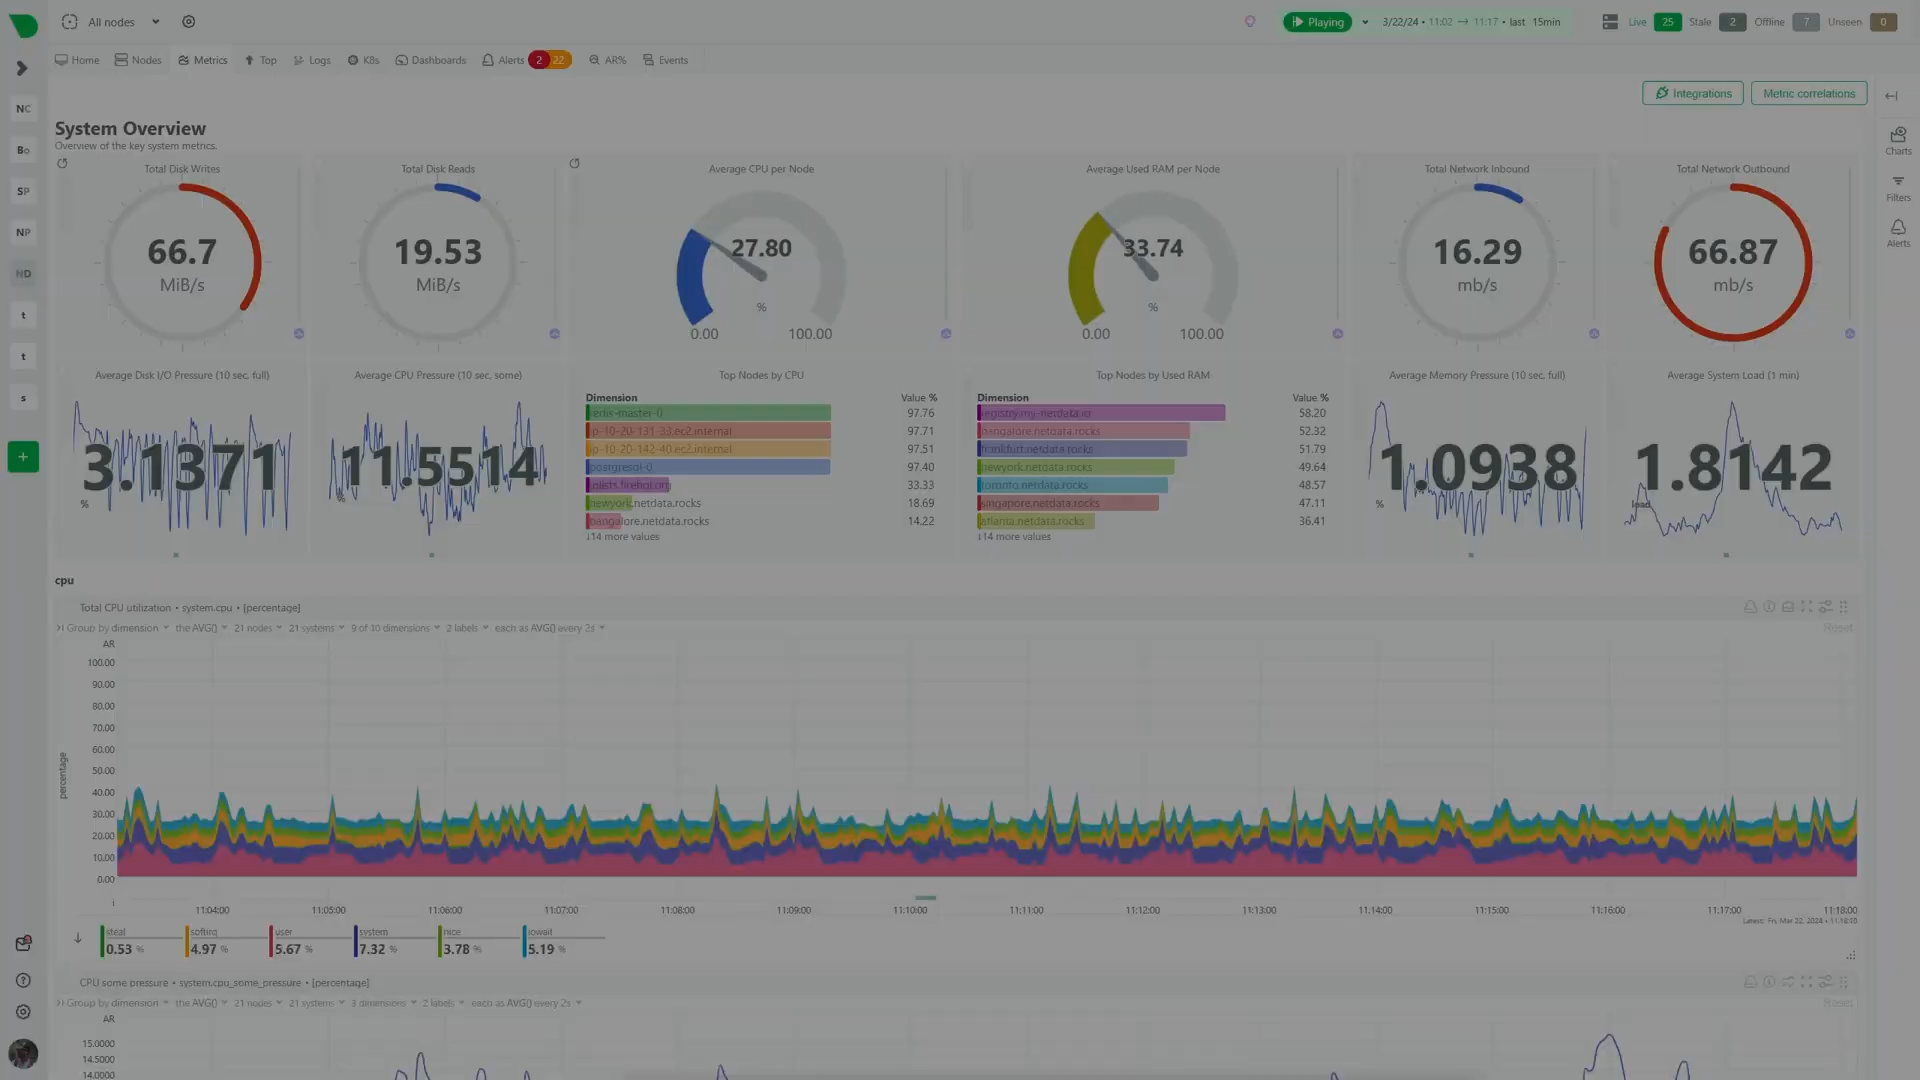 All nodes
Playing 3/22/24 • 11:02 → 11:17 • last 15min
Live 25 Stale 2 Offline 7 Unseen 0
Home Nodes Metrics Top Logs K8s Dashboards Alerts 2 22 AR% Events
Integrations Metric correlations
NC
Bo
SP
NP
ND
t
t
s
+
Charts
Filters
Alerts
System Overview
Overview of the key system metrics.
Total Disk Writes
66.7
MiB/s
Total Disk Reads
19.53
MiB/s
Average CPU per Node
27.80
%
0.00 100.00
Average Used RAM per Node
33.74
%
0.00 100.00
Total Network Inbound
16.29
mb/s
Total Network Outbound
66.87
mb/s
Average Disk I/O Pressure (10 sec, full)
3.1371
%
Average CPU Pressure (10 sec, some)
11.5514
%
Top Nodes by CPU
Dimension Value %
redis-master-0 97.76
ip-10-20-131-33.ec2.internal 97.71
ip-10-20-142-40.ec2.internal 97.51
postgresql-0 97.40
.iplists.firehol.org 33.33
newyork.netdata.rocks 18.69
bangalore.netdata.rocks 14.22
↓14 more values
Top Nodes by Used RAM
Dimension Value %
registry.my-netdata.io 58.20
bangalore.netdata.rocks 52.32
frankfurt.netdata.rocks 51.79
newyork.netdata.rocks 49.64
toronto.netdata.rocks 48.57
singapore.netdata.rocks 47.11
atlanta.netdata.rocks 36.41
↓14 more values
Average Memory Pressure (10 sec, full)
1.0938
%
Average System Load (1 min)
1.8142
load
cpu
Total CPU utilization • system.cpu • [percentage]
Group by dimension the AVG() 21 nodes 21 systems 9 of 10 dimensions 2 labels each as AVG() every 2s
Reset
AR
100.00
90.00
80.00
70.00
60.00
50.00
40.00
30.00
20.00
10.00
0.00
percentage
i
11:04:00 11:05:00 11:06:00 11:07:00 11:08:00 11:09:00 11:10:00 11:11:00 11:12:00 11:13:00 11:14:00 11:15:00 11:16:00 11:17:00 11:18:00
Latest: Fri, Mar 22, 2024 •
steal softirq user system nice iowait
0.53 % 4.97 % 5.67 % 7.32 % 3.78 % 5.19 %
CPU some pressure • system.cpu_some_pressure • [percentage]
Group by dimension the AVG() 21 nodes 21 systems 3 dimensions 2 labels each as AVG() every 2s
Reset
AR
15.0000
14.5000
14.0000